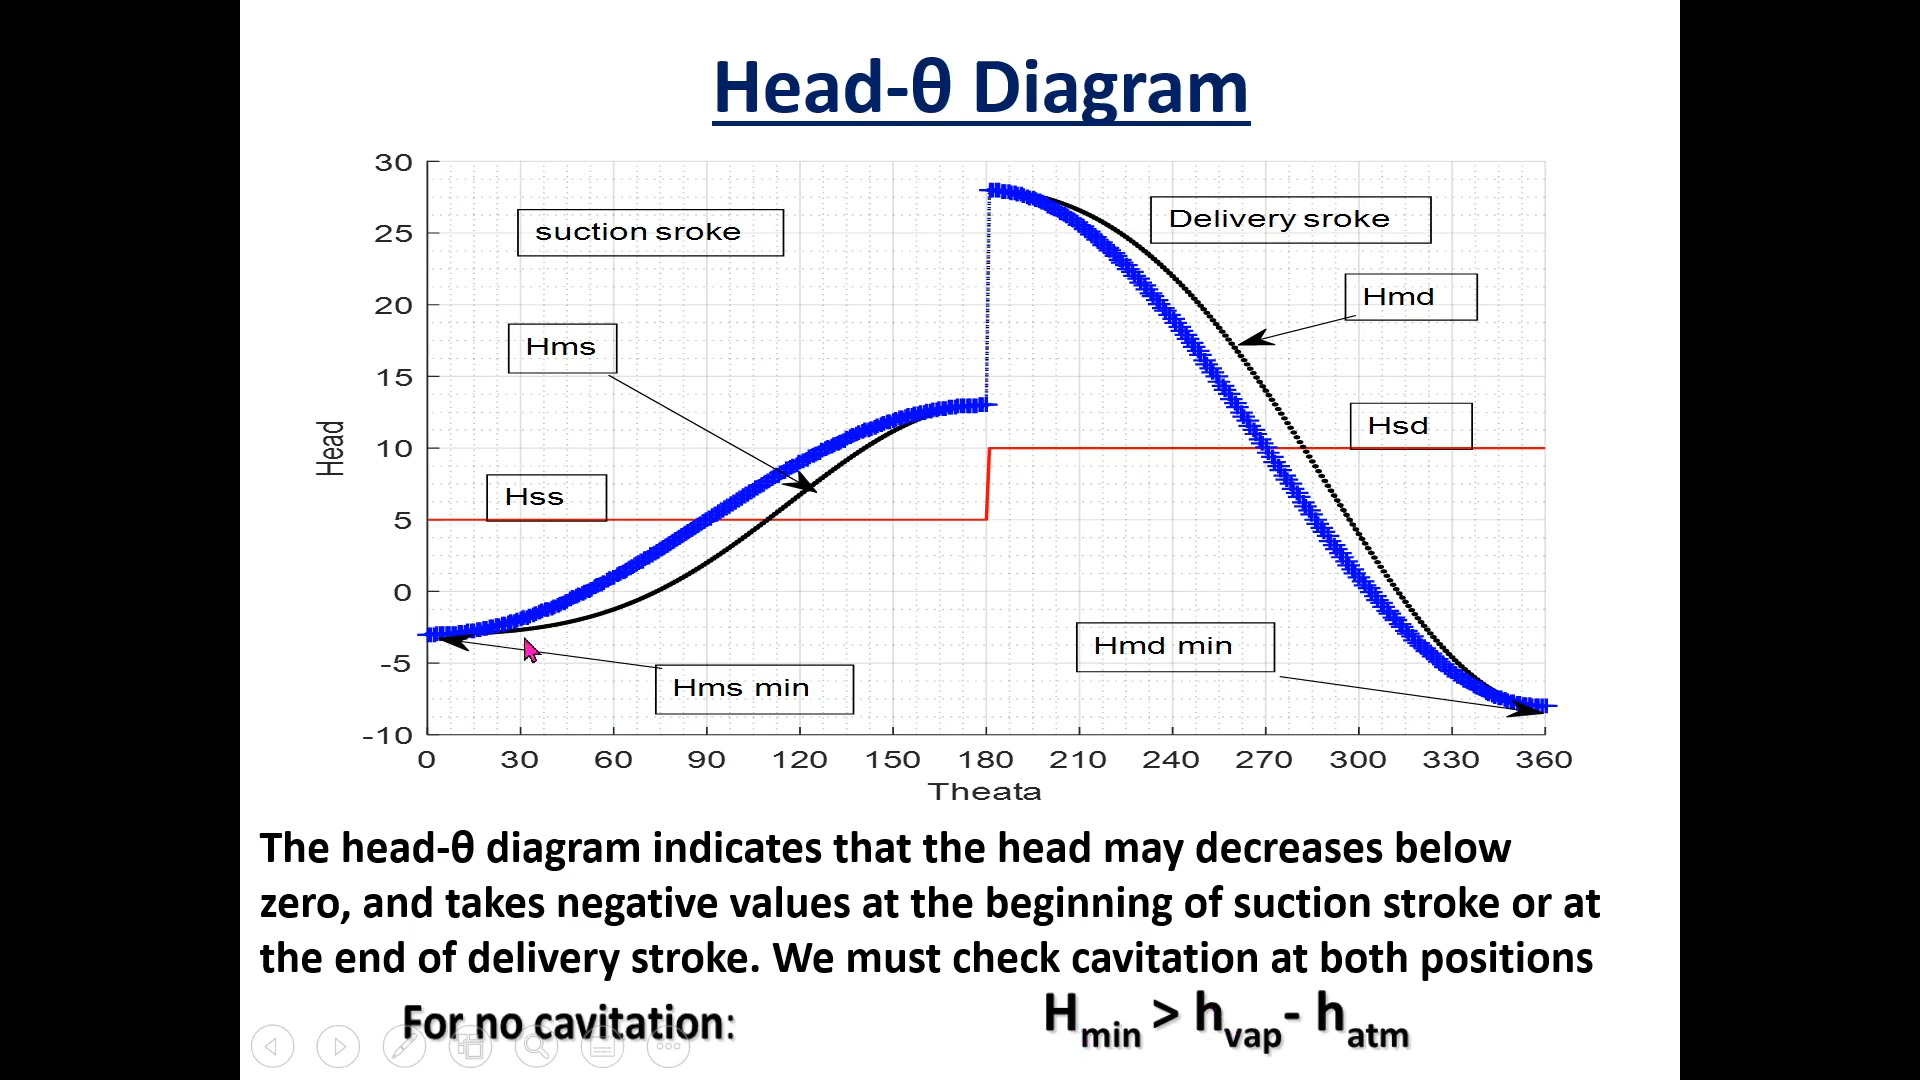 Head-θ Diagram
30
25
20
15
10
5
0
-5
-10
Head
suction sroke
Delivery sroke
Hms
Hmd
Hss
Hsd
Hms min
Hmd min
0 30 60 90 120 150 180 210 240 270 300 330 360
Theata
The head-θ diagram indicates that the head may decreases below
zero, and takes negative values at the beginning of suction stroke or at
the end of delivery stroke. We must check cavitation at both positions
For no cavitation: Hmin > hvap- hatm